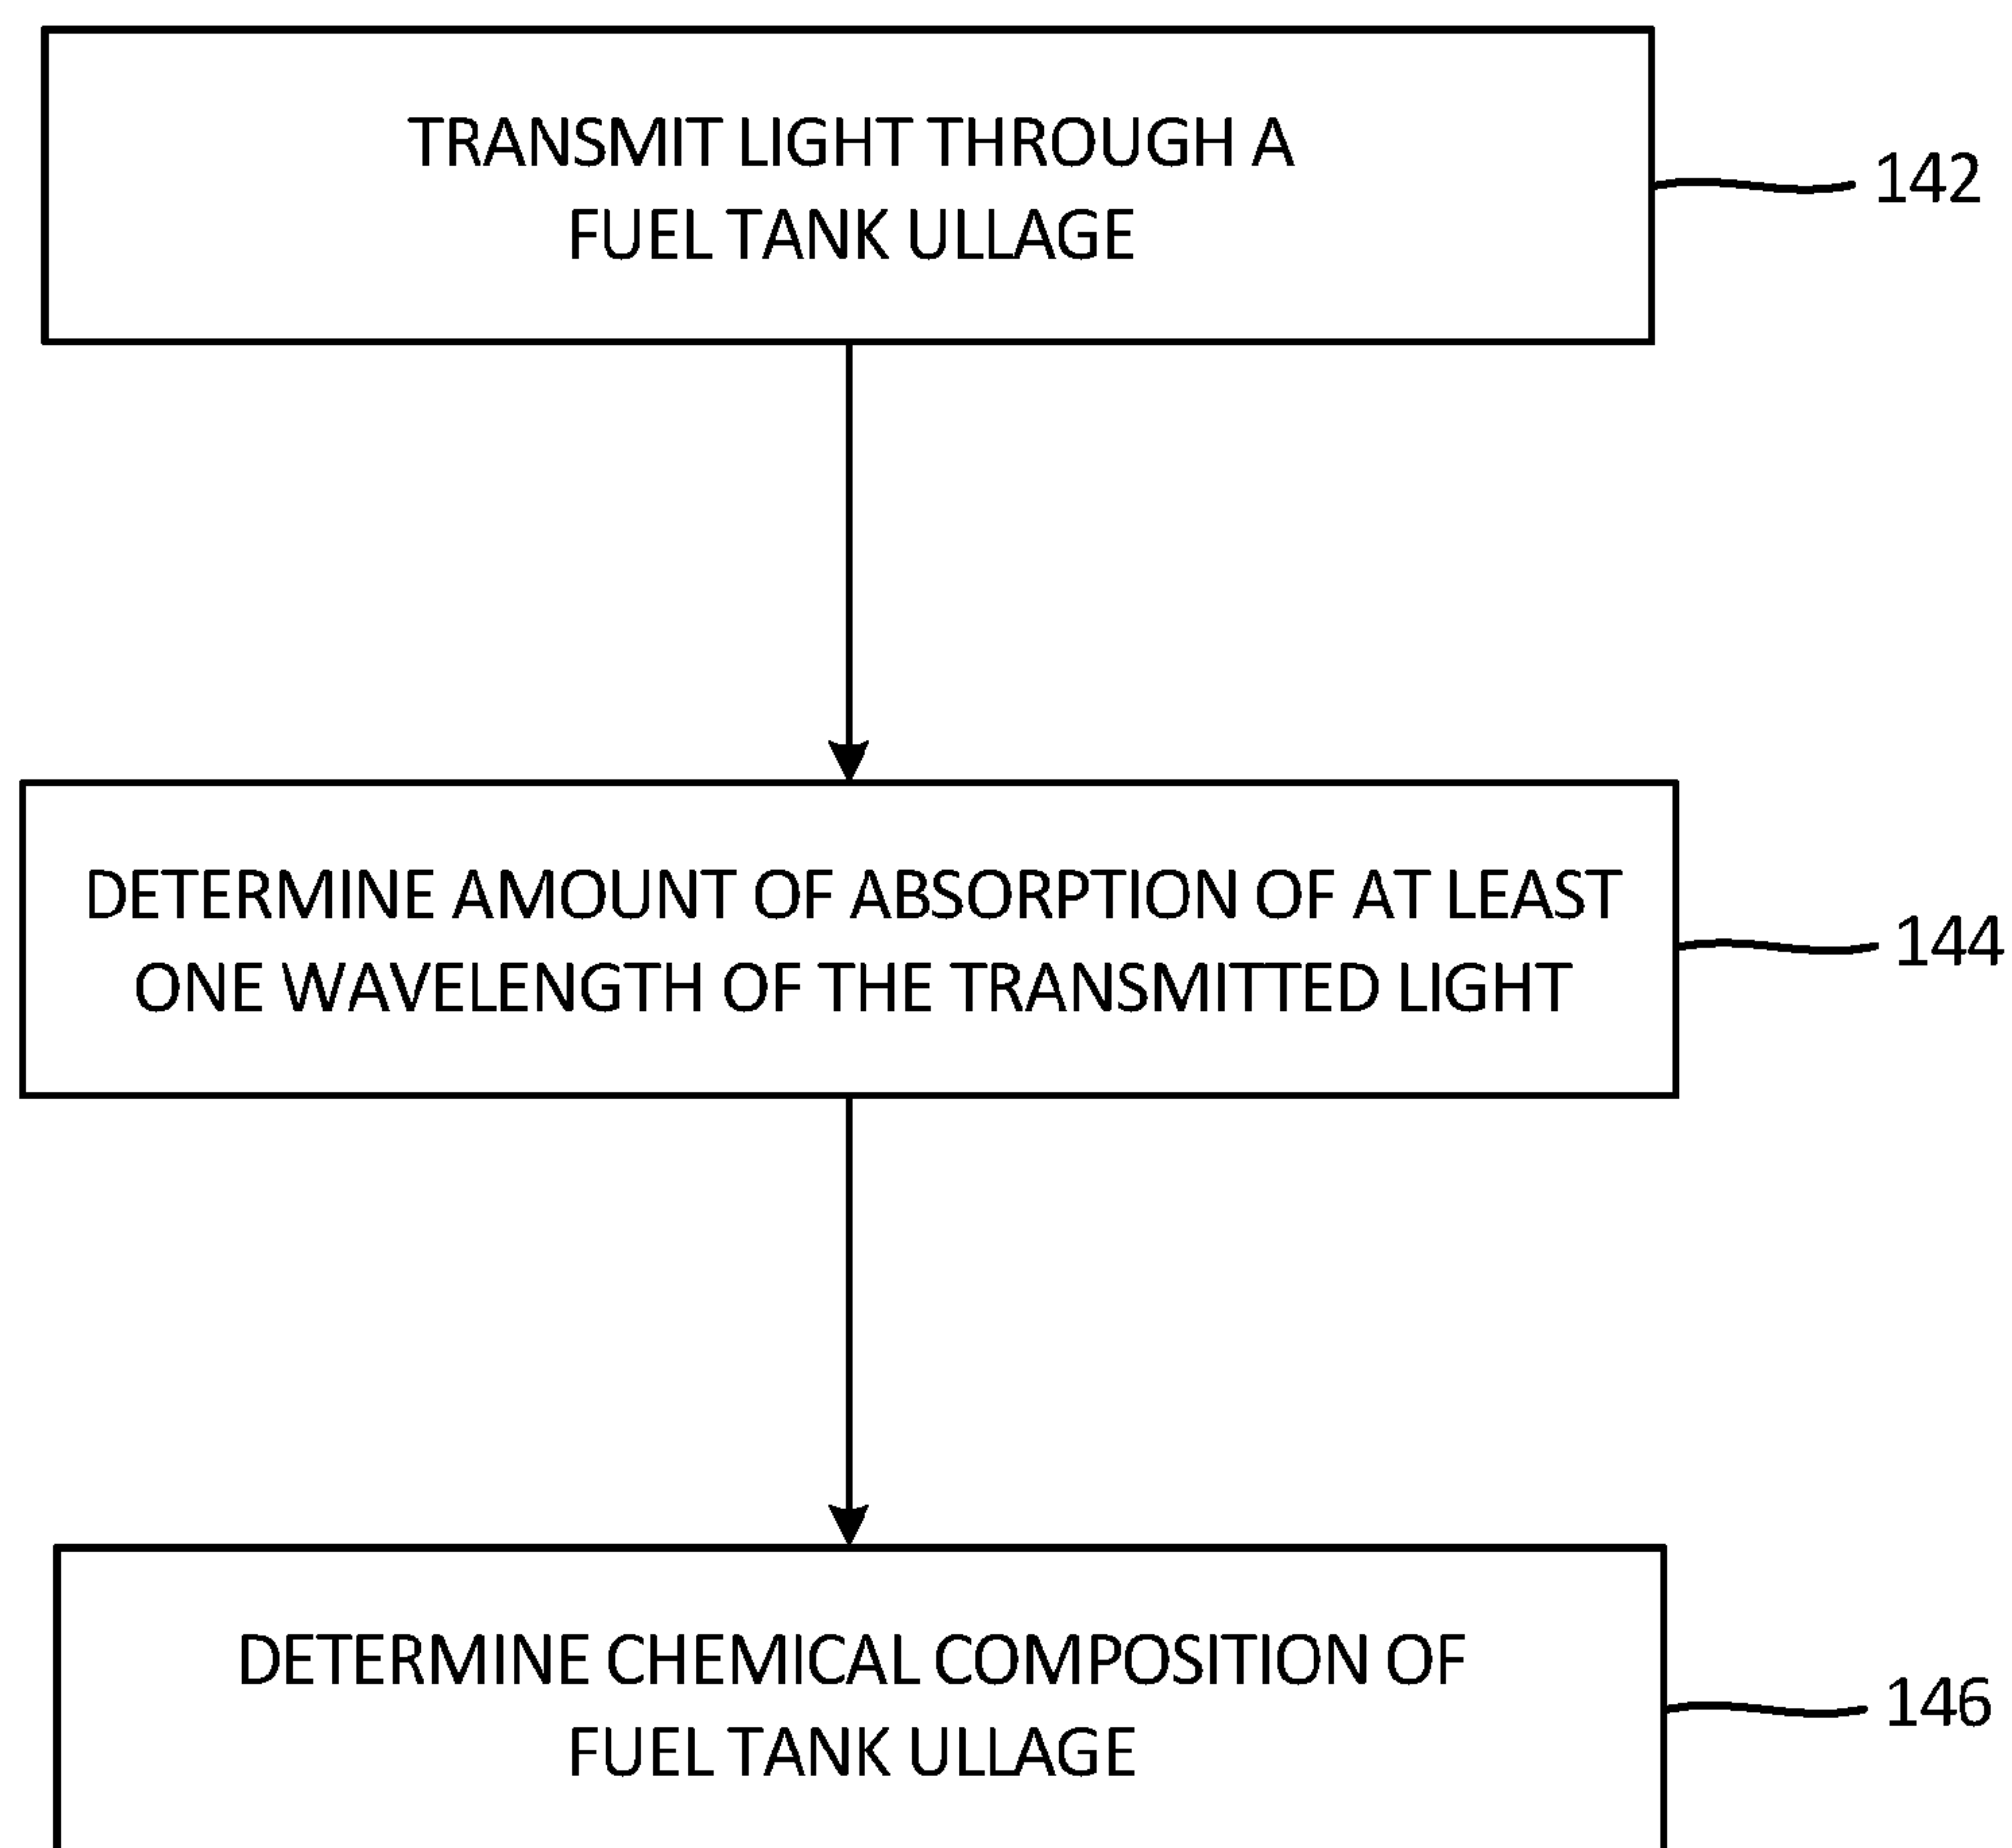 TRANSMIT LIGHT THROUGH A
FUEL TANK ULLAGE
142
DETERMINE AMOUNT OF ABSORPTION OF AT LEAST
ONE WAVELENGTH OF THE TRANSMITTED LIGHT
144
DETERMINE CHEMICAL COMPOSITION OF
FUEL TANK ULLAGE
146